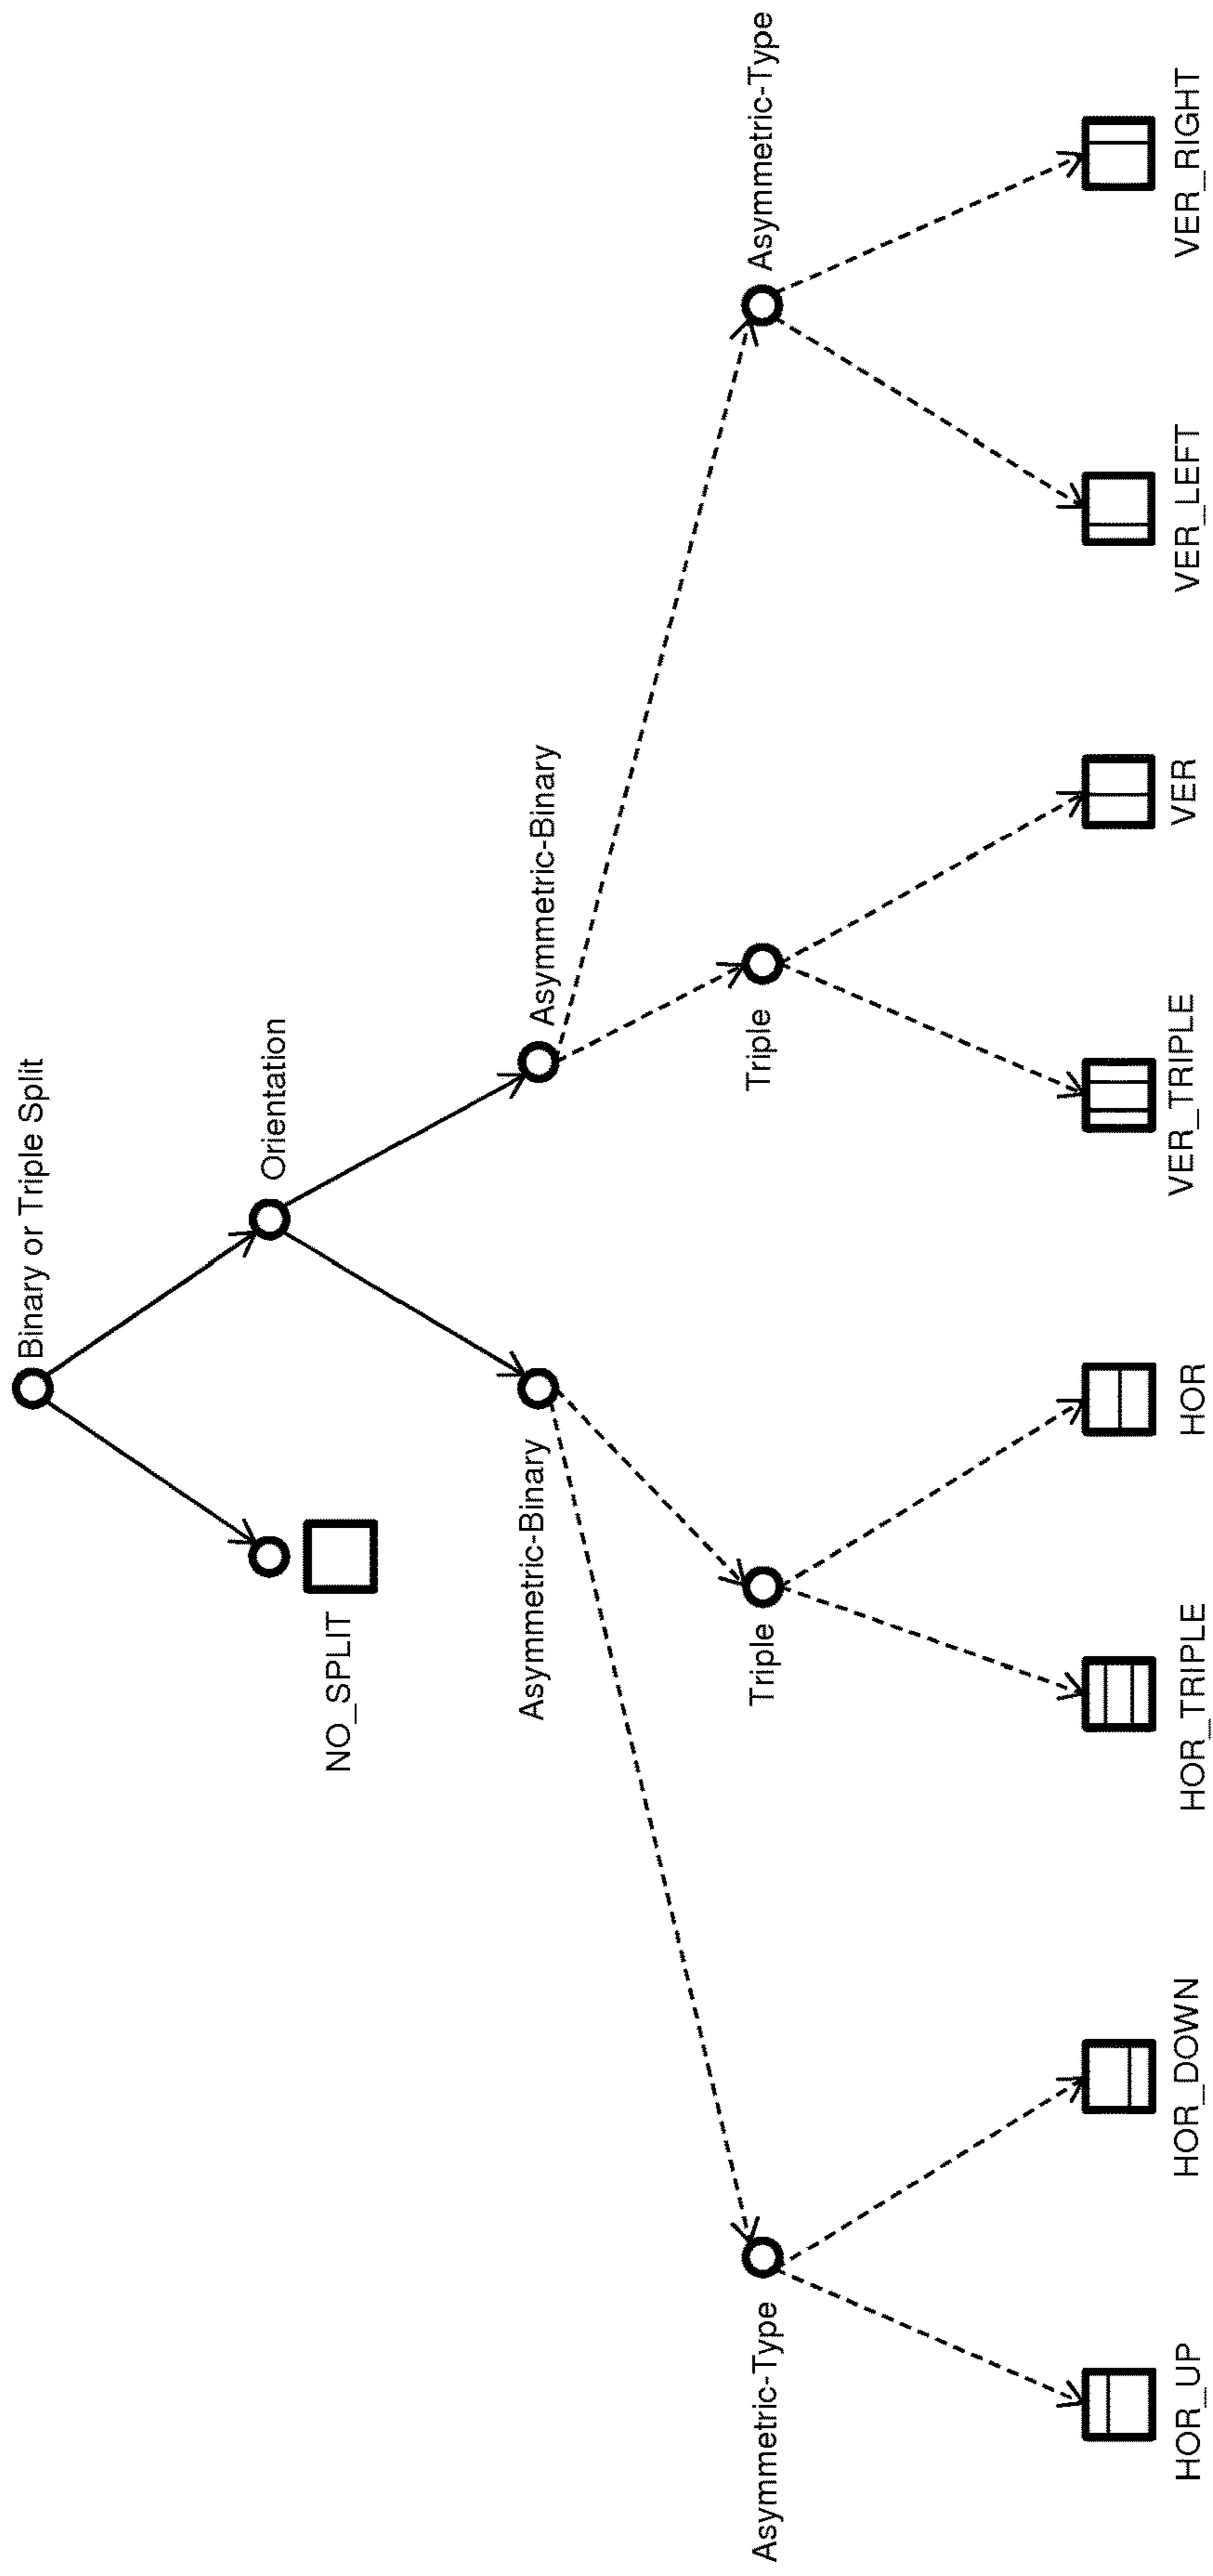 Binary or Triple Split
NO_SPLIT
Orientation
Asymmetric-Binary
Asymmetric-Binary
Asymmetric-Type
Triple
Triple
Asymmetric-Type
HOR_UP
HOR_DOWN
HOR_TRIPLE
HOR
VER_TRIPLE
VER
VER_LEFT
VER_RIGHT